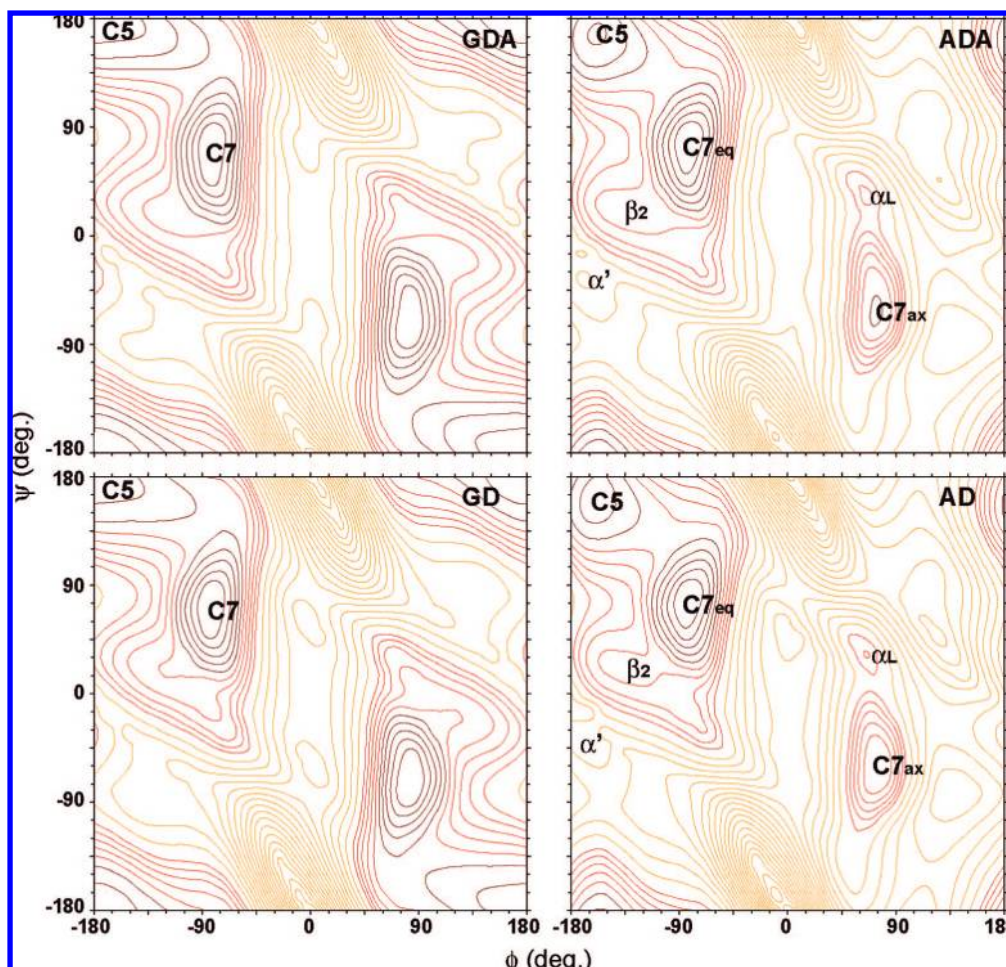 180 C5 GDA C5 ADA
90 C7 C7eq
αL
β2
0
α’
C7ax
-90
-180
ψ (deg.)
180 C5 GD C5 AD
90 C7 C7eq
αL
β2
0
α’
C7ax
-90
-180
-180 -90 0 90 -180 -90 0 90 180
ϕ (deg.)